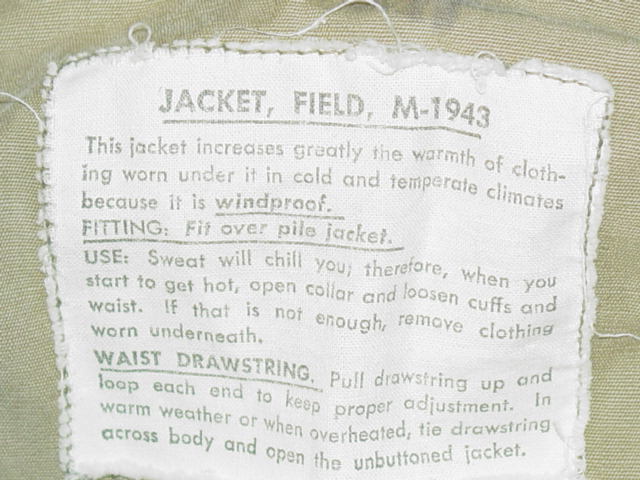 JACKET, FIELD, M-1943
This jacket increases greatly the warmth of cloth-
ing worn under it in cold and temperate climates
because it is windproof.
FITTING: Fit over pile jacket.
USE: Sweat will chill you; therefore, when you
start to get hot, open collar and loosen cuffs and
waist. If that is not enough, remove clothing
worn underneath.
WAIST DRAWSTRING. Pull drawstring up and
loop each end to keep proper adjustment. In
warm weather or when overheated, tie drawstring
across body and open the unbuttoned jacket.